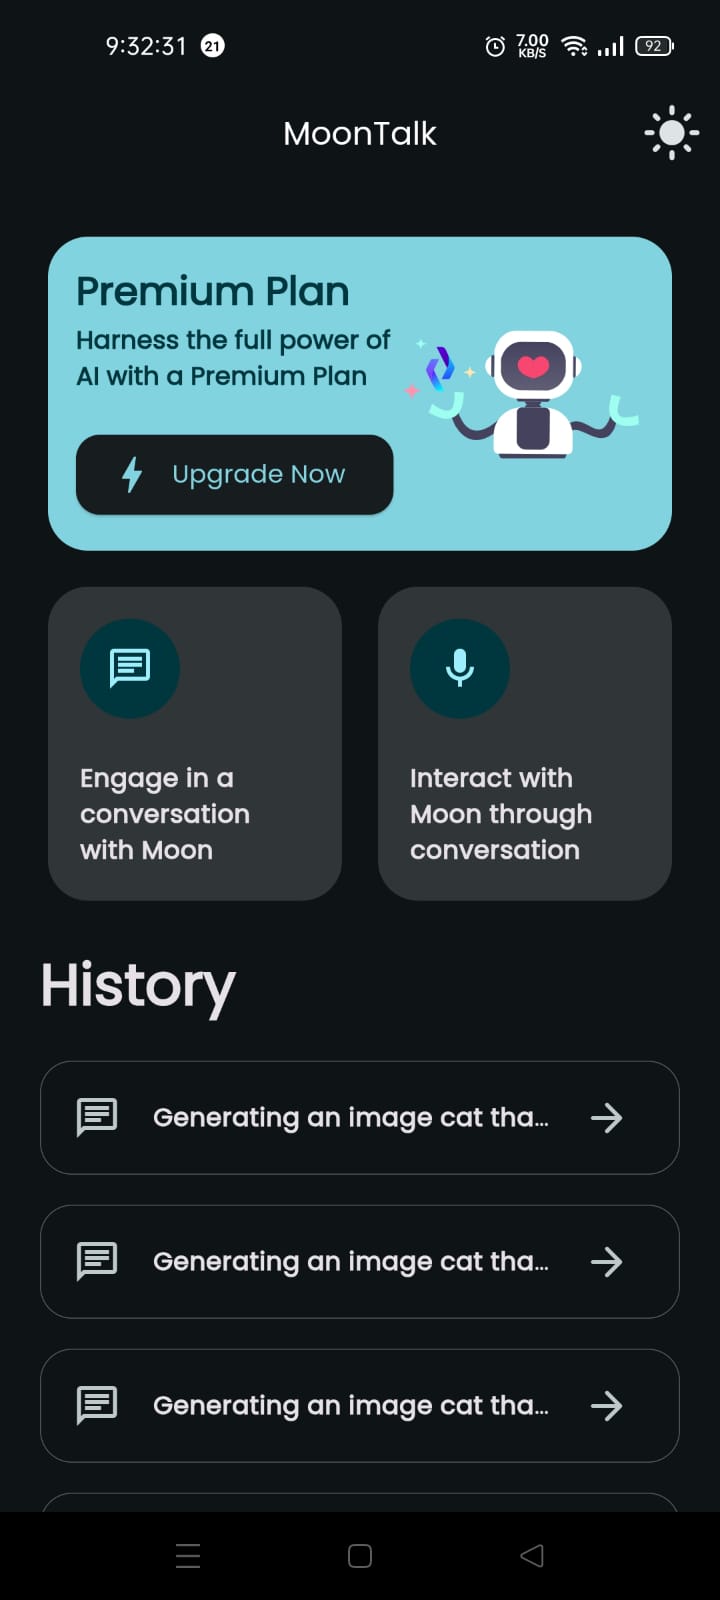 9:32:31 21 7.00 KB/S 92
MoonTalk
Premium Plan
Harness the full power of
AI with a Premium Plan
Upgrade Now
Engage in a
conversation
with Moon
Interact with
Moon through
conversation
History
Generating an image cat tha...
Generating an image cat tha...
Generating an image cat tha...